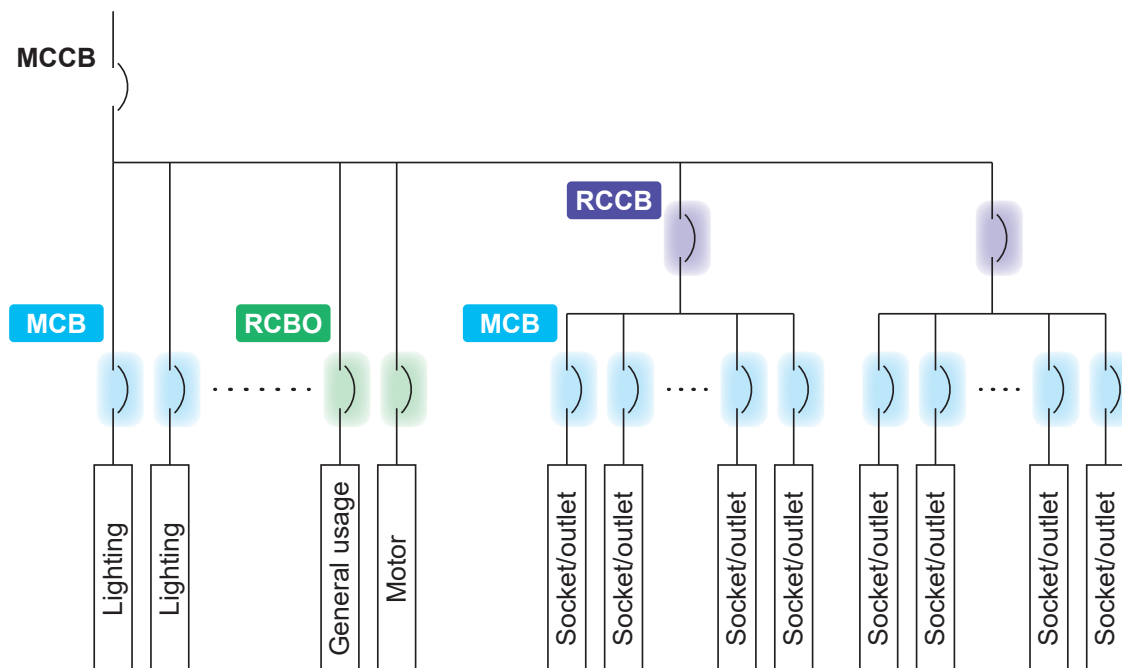 MCCB
RCCB
MCB
RCBO
MCB
Lighting
Lighting
General usage
Motor
Socket/outlet
Socket/outlet
Socket/outlet
Socket/outlet
Socket/outlet
Socket/outlet
Socket/outlet
Socket/outlet